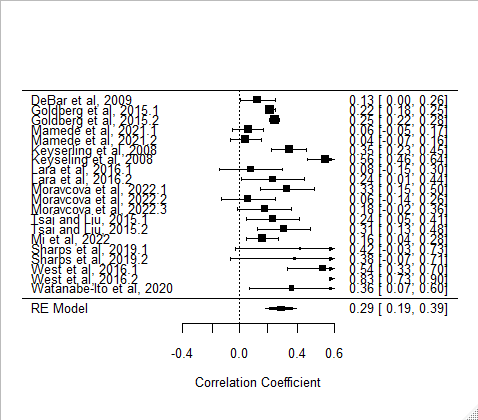 DeBar et al, 2009 0.13 [ 0.00, 0.26]
Goldberg et al, 2015.1 0.22 [ 0.18, 0.25]
Goldberg et al, 2015.2 0.25 [ 0.22, 0.28]
Mamede et al, 2021.1 0.06 [-0.05, 0.17]
Mamede et al, 2021.2 0.04 [-0.07, 0.16]
Keyserling et al, 2008 0.35 [ 0.23, 0.45]
Keyseling et al, 2008 0.56 [ 0.46, 0.64]
Lara et al, 2016.1 0.08 [-0.15, 0.30]
Lara et al, 2016.2 0.24 [ 0.01, 0.44]
Moravcova et al, 2022.1 0.33 [ 0.15, 0.50]
Moravcova et al, 2022.2 0.06 [-0.14, 0.26]
Moravcova et al, 2022.3 0.18 [-0.02, 0.36]
Tsai and Liu, 2015.1 0.24 [ 0.05, 0.41]
Tsai and Liu, 2015.2 0.31 [ 0.13, 0.48]
Mi et al, 2022 0.16 [ 0.04, 0.28]
Sharps et al, 2019.1 0.42 [-0.03, 0.73]
Sharps et al, 2019.2 0.38 [-0.07, 0.71]
West et al, 2016.1 0.54 [ 0.33, 0.70]
West et al, 2016.2 0.83 [ 0.73, 0.90]
Watanabe-Ito et al, 2020 0.36 [ 0.07, 0.60]
RE Model 0.29 [ 0.19, 0.39]
-0.4 0.0 0.4 0.6
Correlation Coefficient